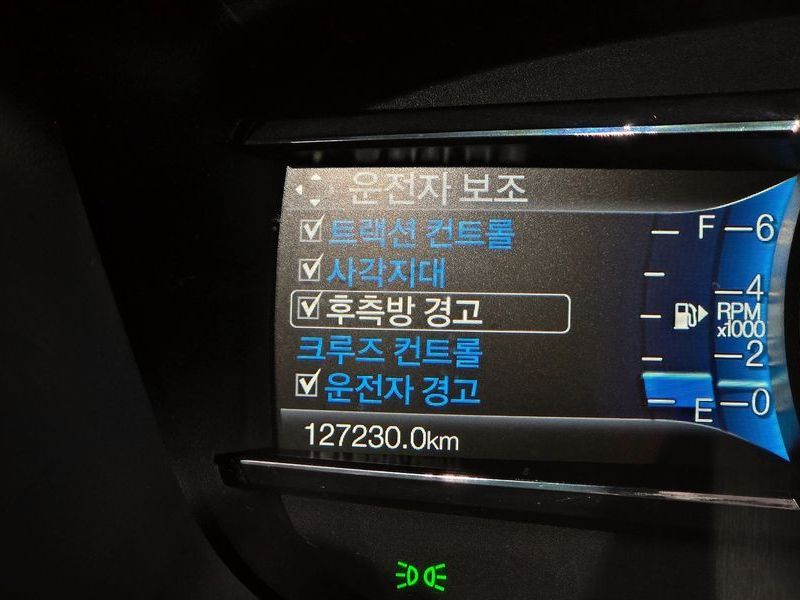 운전자 보조
트랙션 컨트롤
사각지대
후측방 경고
크루즈 컨트롤
운전자 경고
127230.0km
F
E
6
4
RPM
x1000
2
0